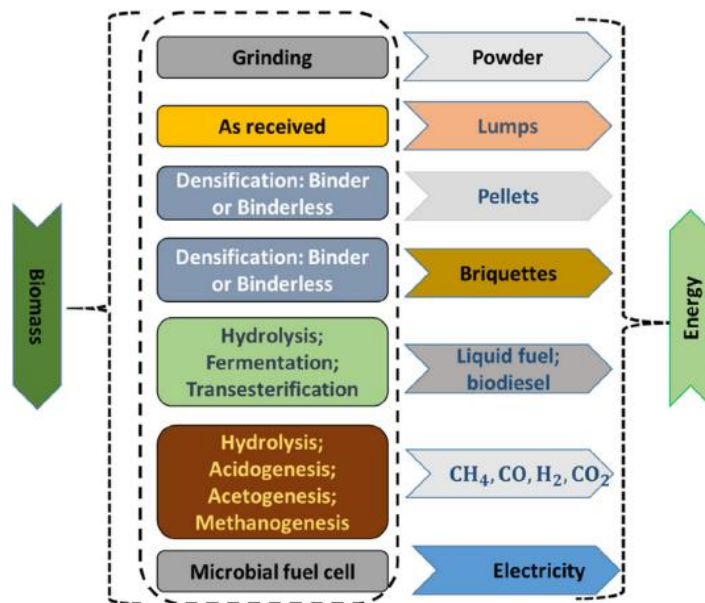 Grinding
Powder
As received
Lumps
Densification: Binder
or Binderless
Pellets
Densification: Binder
or Binderless
Briquettes
Biomass
Energy
Hydrolysis;
Fermentation;
Transesterification
Liquid fuel;
biodiesel
Hydrolysis;
Acidogenesis;
Acetogenesis;
Methanogenesis
CH₄, CO, H₂, CO₂
Microbial fuel cell
Electricity